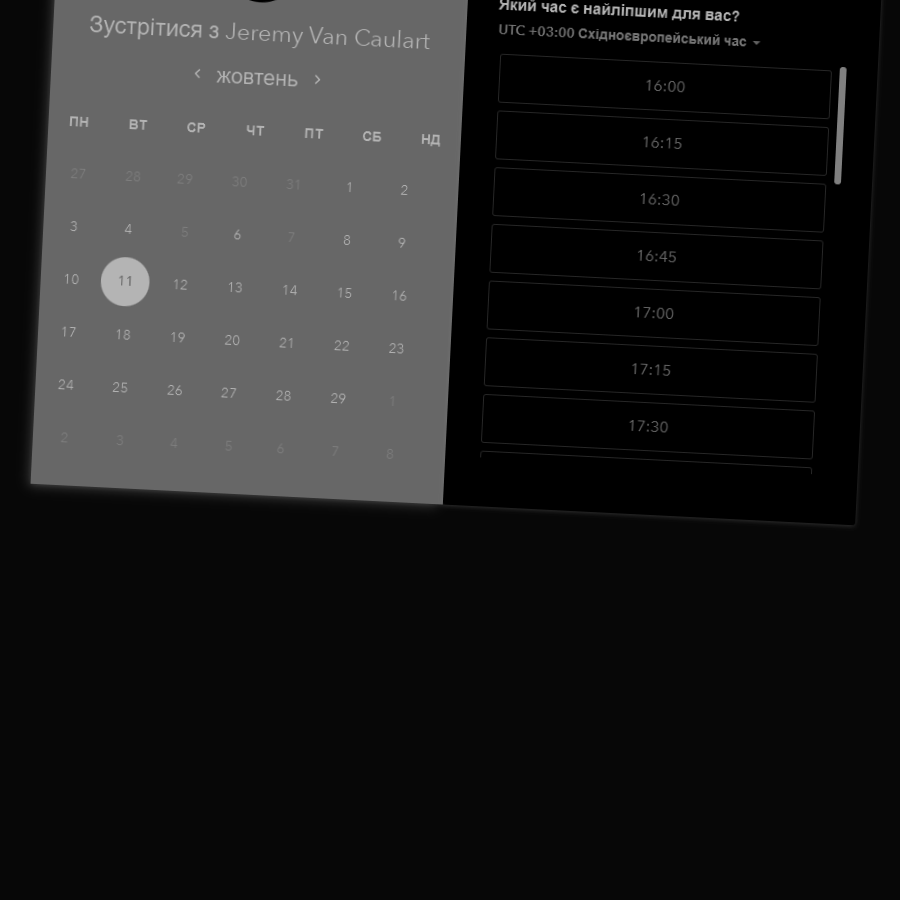 Зустрітися з Jeremy Van Caulart
жовтень
ПН ВТ СР ЧТ ПТ СБ НД
27 28 29 30 31 1 2
3 4 5 6 7 8 9
10 11 12 13 14 15 16
17 18 19 20 21 22 23
24 25 26 27 28 29 1
2 3 4 5 6 7 8
Який час є найліпшим для вас?
UTC +03:00 Східноєвропейський час
16:00
16:15
16:30
16:45
17:00
17:15
17:30